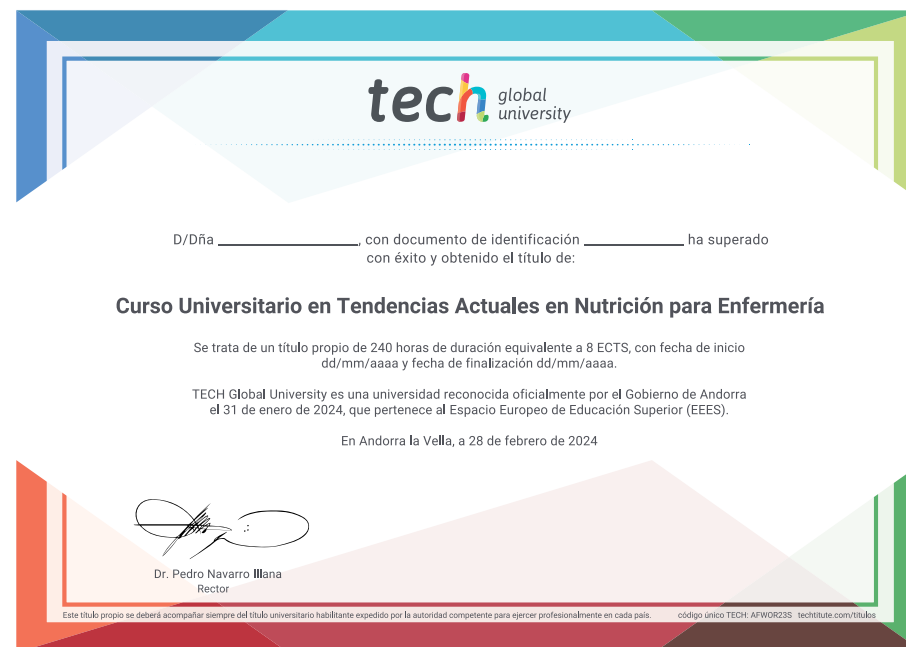 tech global university
D/Dña ____________________, con documento de identificación ______________ ha superado
con éxito y obtenido el título de:
Curso Universitario en Tendencias Actuales en Nutrición para Enfermería
Se trata de un título propio de 240 horas de duración equivalente a 8 ECTS, con fecha de inicio
dd/mm/aaaa y fecha de finalización dd/mm/aaaa.
TECH Global University es una universidad reconocida oficialmente por el Gobierno de Andorra
el 31 de enero de 2024, que pertenece al Espacio Europeo de Educación Superior (EEES).
En Andorra la Vella, a 28 de febrero de 2024
Dr. Pedro Navarro Illana
Rector
Este título propio se deberá acompañar siempre del título universitario habilitante expedido por la autoridad competente para ejercer profesionalmente en cada país. código único TECH: AFWOR23S techtitute.com/títulos